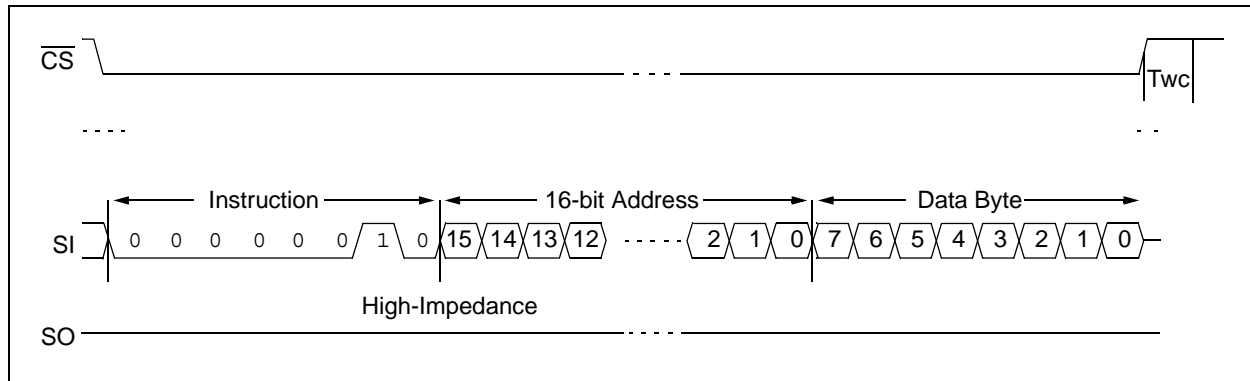 CS
Twc
Instruction
16-bit Address
Data Byte
SI
0 0 0 0 0 0 1 0 15 14 13 12 2 1 0 7 6 5 4 3 2 1 0
High-Impedance
SO